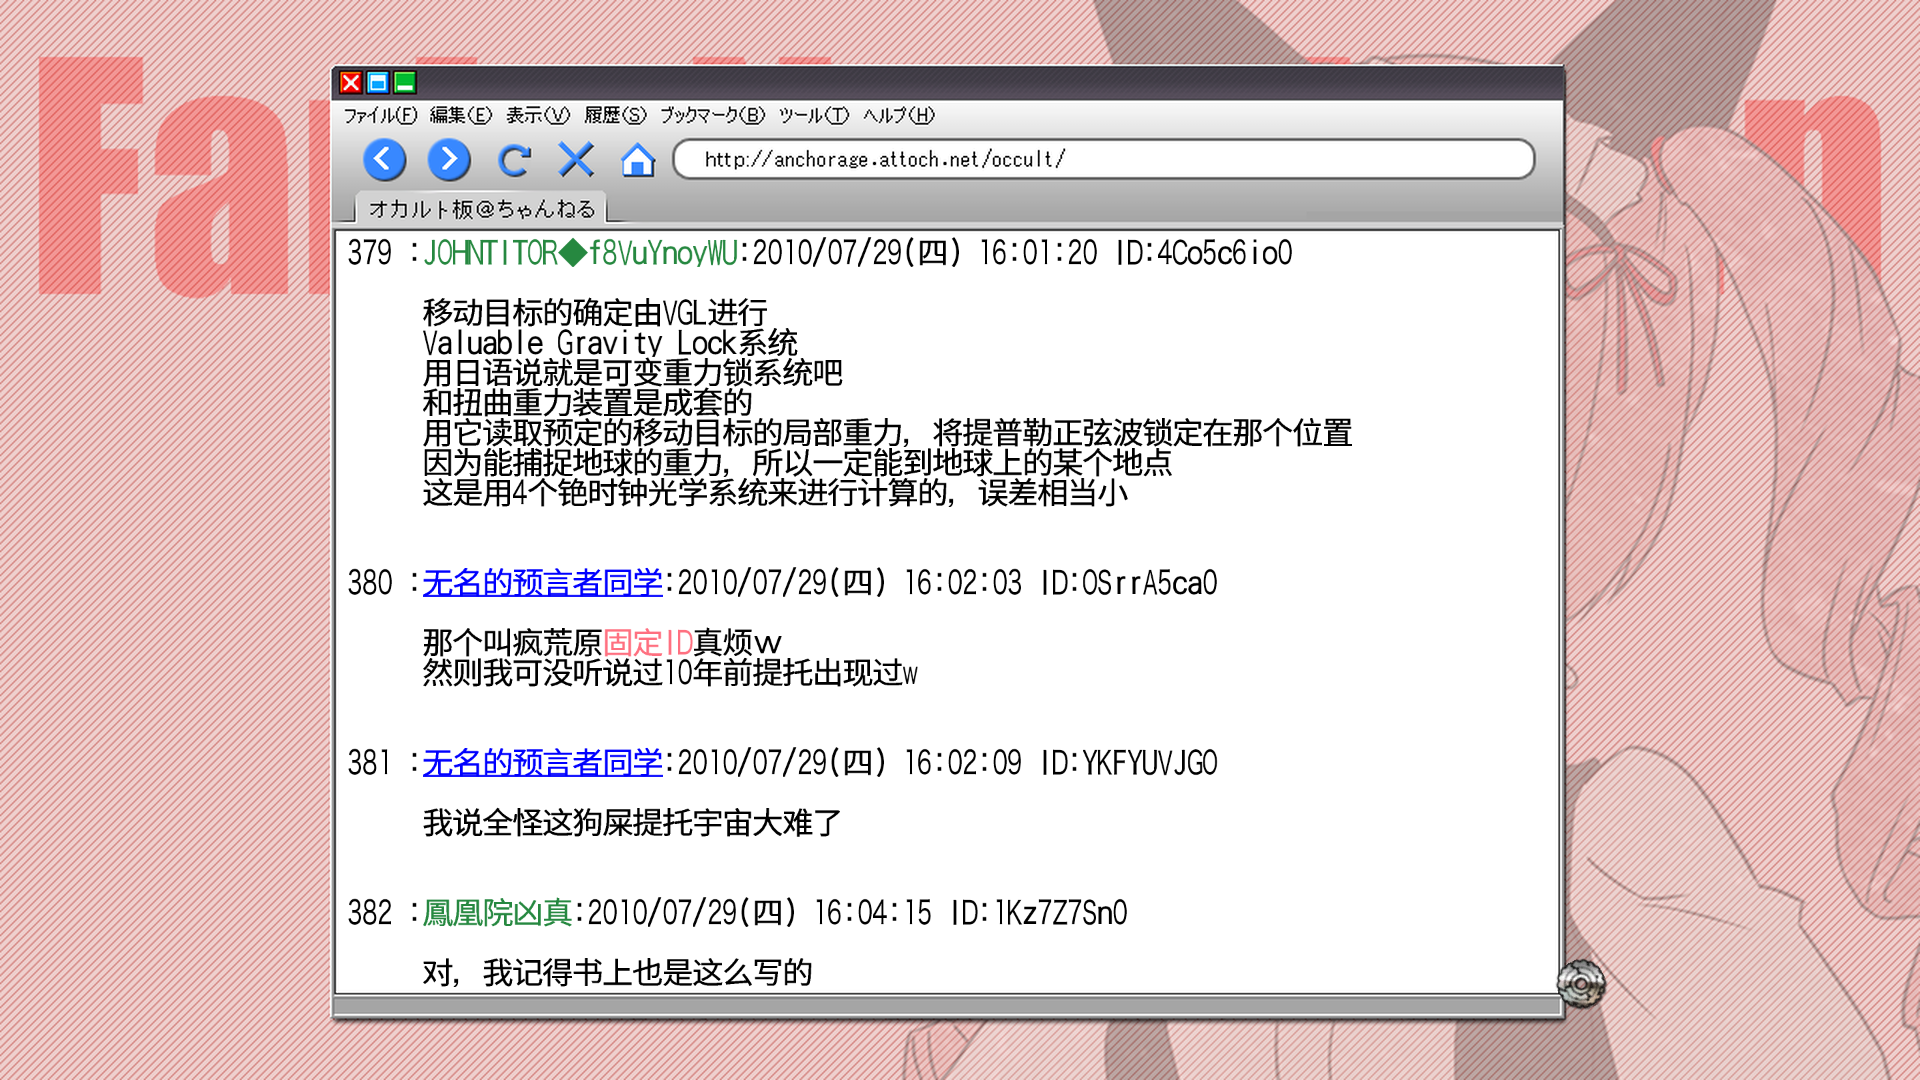 ファイル(F) 編集(E) 表示(V) 履歴(S) ブックマーク(B) ツール(T) ヘルプ(H)
http://anchorage.attoch.net/occult/
オカルト板@ちゃんねる
379 :JOHNTITOR◆f8VuYnoyWU:2010/07/29(四) 16:01:20 ID:4Co5c6io0
移动目标的确定由VGL进行
Valuable Gravity Lock系统
用日语说就是可变重力锁系统吧
和扭曲重力装置是成套的
用它读取预定的移动目标的局部重力，将提普勒正弦波锁定在那个位置
因为能捕捉地球的重力，所以一定能到地球上的某个地点
这是用4个铯时钟光学系统来进行计算的，误差相当小
380 :无名的预言者同学:2010/07/29(四) 16:02:03 ID:OSrrA5ca0
那个叫疯荒原固定ID真烦ｗ
然则我可没听说过10年前提托出现过w
381 :无名的预言者同学:2010/07/29(四) 16:02:09 ID:YKFYUVJG0
我说全怪这狗屎提托宇宙大难了
382 :鳳凰院凶真:2010/07/29(四) 16:04:15 ID:1Kz7Z7Sn0
对，我记得书上也是这么写的